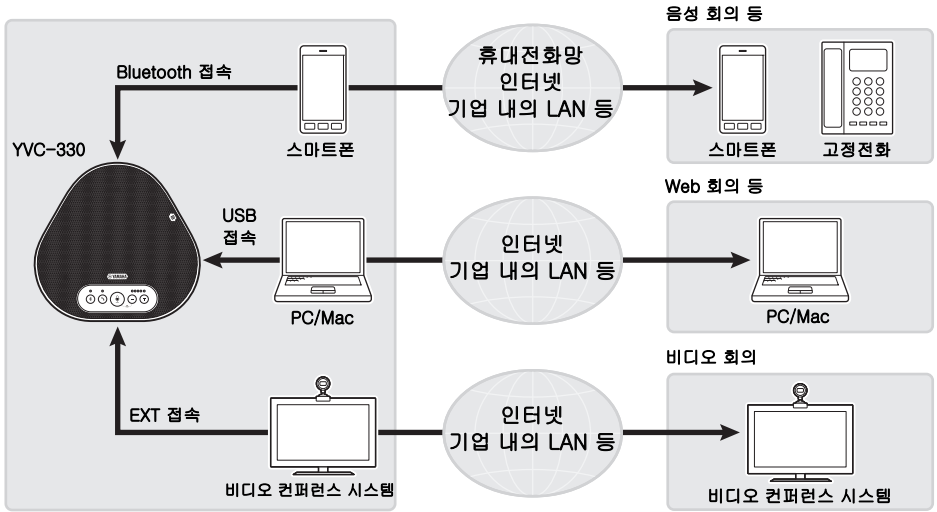 음성 회의 등
Bluetooth 접속
휴대전화망
인터넷
기업 내의 LAN 등
YVC-330
스마트폰
스마트폰
고정전화
Web 회의 등
USB
접속
인터넷
기업 내의 LAN 등
YAMAHA
PC/Mac
PC/Mac
비디오 회의
EXT 접속
인터넷
기업 내의 LAN 등
비디오 컨퍼런스 시스템
비디오 컨퍼런스 시스템